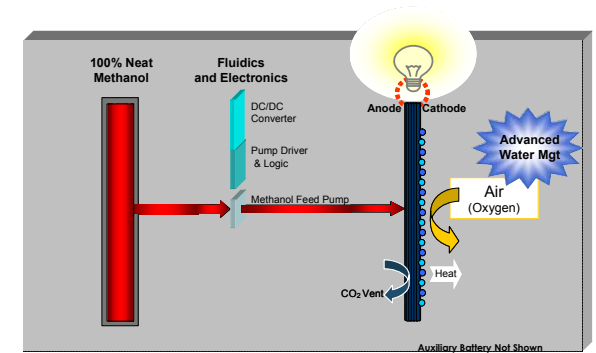 100% Neat
Methanol
Fluidics
and Electronics
DC/DC
Converter
Pump Driver
& Logic
Methanol Feed Pump
Anode
Cathode
Advanced
Water Mgt
Air
(Oxygen)
Heat
CO₂ Vent
Auxiliary Battery Not Shown